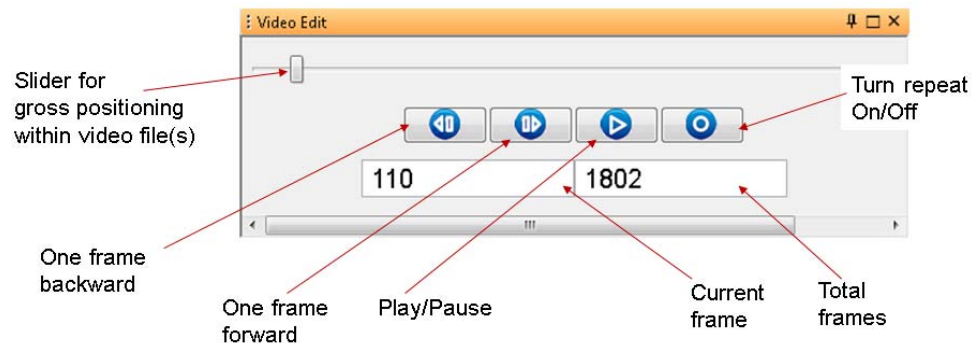 Video Edit
Slider for
gross positioning
within video file(s)
Turn repeat
On/Off
110
1802
One frame
backward
One frame
forward
Play/Pause
Current
frame
Total
frames